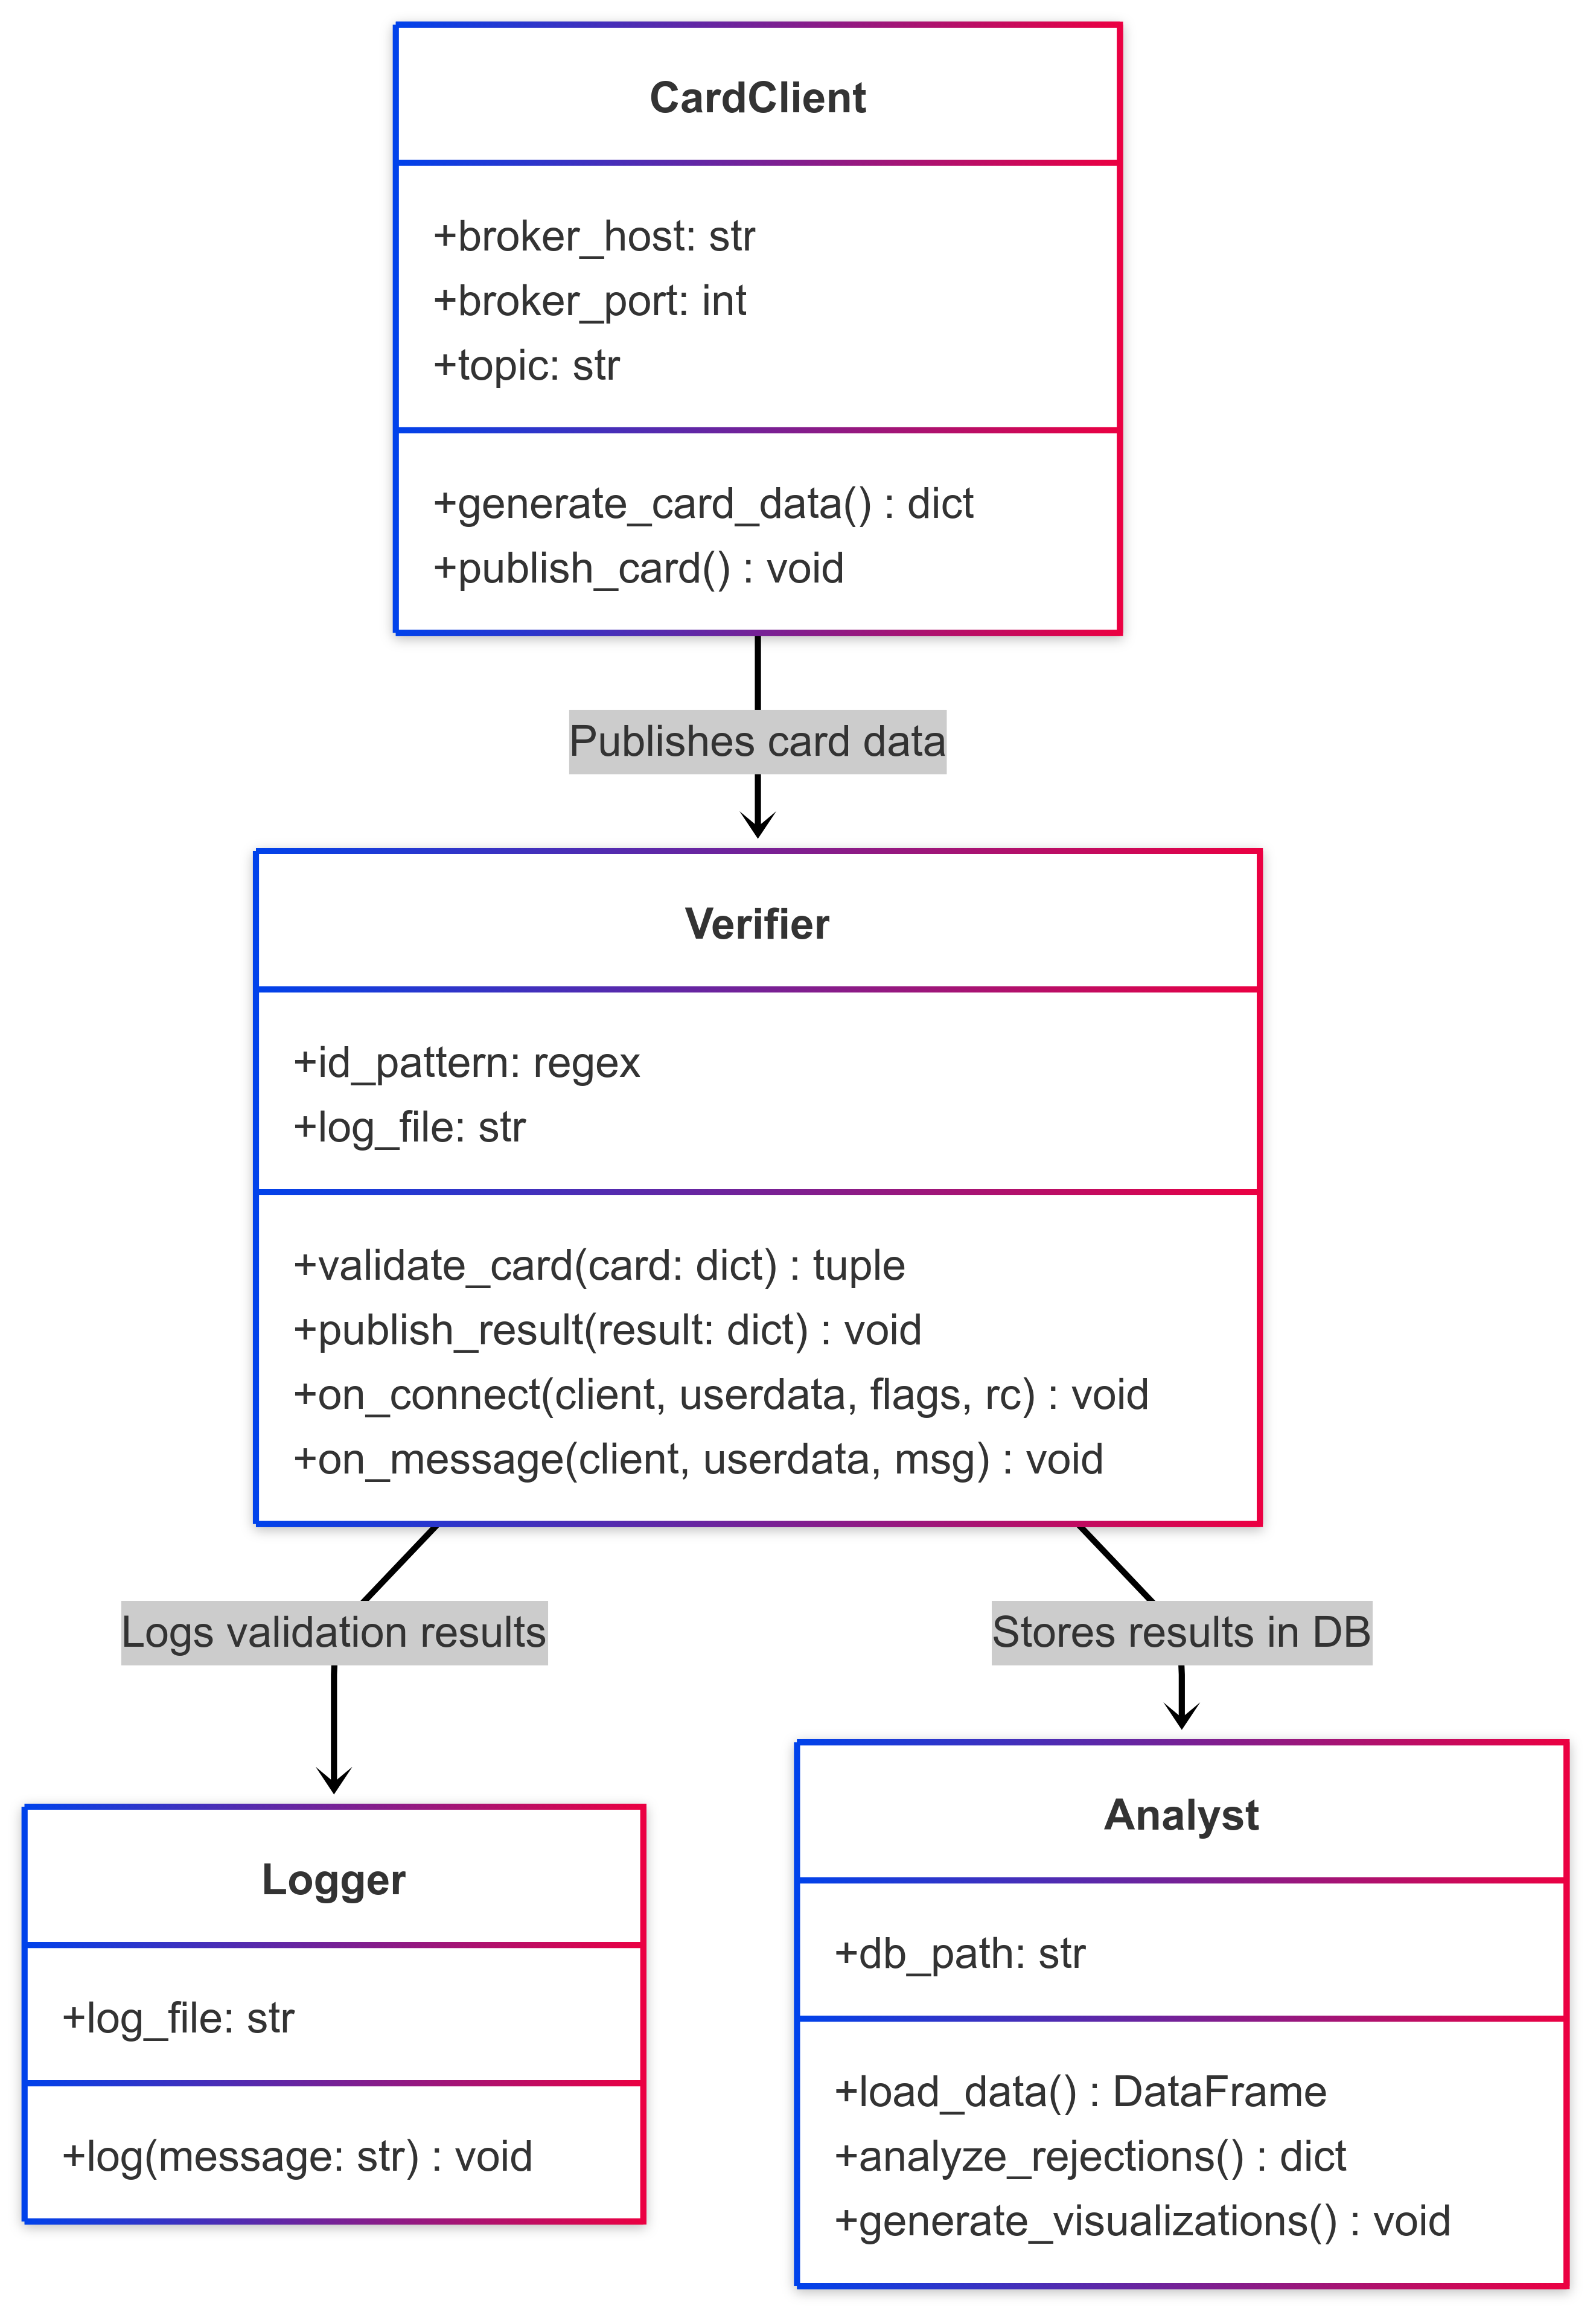 CardClient
+broker_host: str
+broker_port: int
+topic: str
+generate_card_data() : dict
+publish_card() : void
Publishes card data
Verifier
+id_pattern: regex
+log_file: str
+validate_card(card: dict) : tuple
+publish_result(result: dict) : void
+on_connect(client, userdata, flags, rc) : void
+on_message(client, userdata, msg) : void
Logs validation results
Stores results in DB
Logger
+log_file: str
+log(message: str) : void
Analyst
+db_path: str
+load_data() : DataFrame
+analyze_rejections() : dict
+generate_visualizations() : void